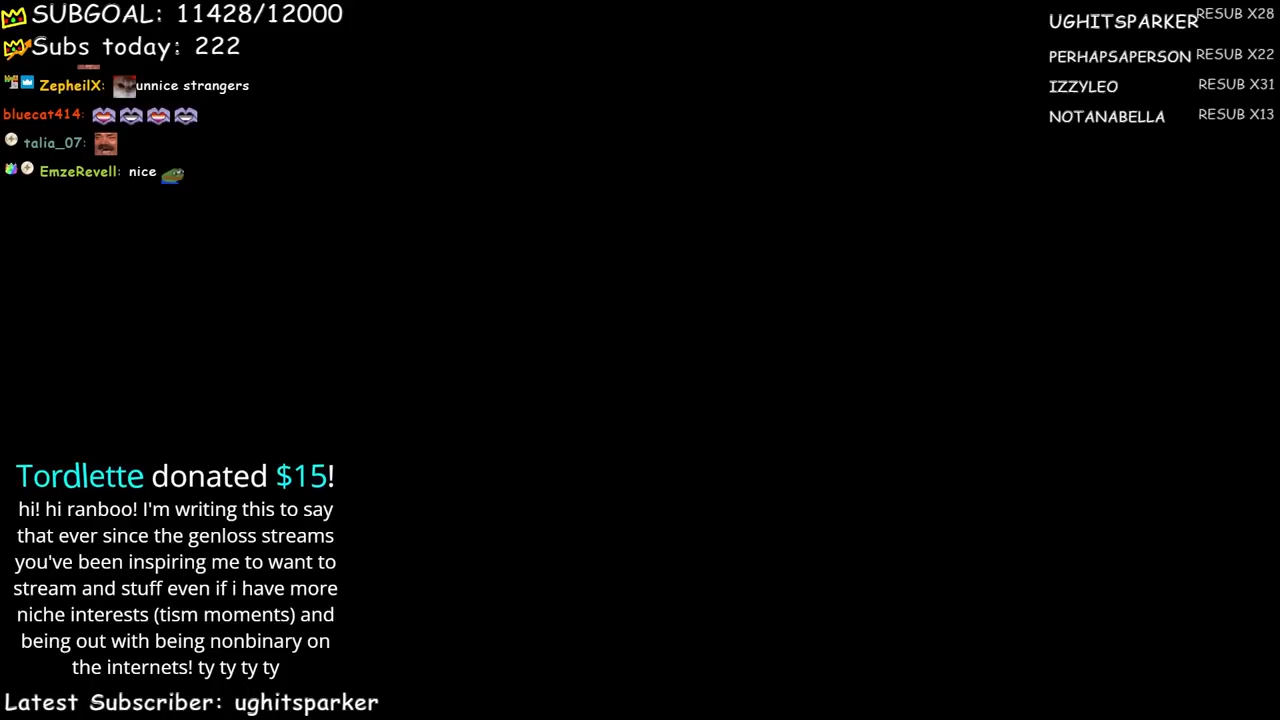 SUBGOAL: 11428/12000
Subs today: 222
ZepheilX: unnice strangers
bluecat414:
talia_07:
EmzeRevell: nice
UGHITSPARKER RESUB X28
PERHAPSAPERSON RESUB X22
IZZYLEO RESUB X31
NOTANABELLA RESUB X13
Tordlette donated $15!
hi! hi ranboo! I'm writing this to say
that ever since the genloss streams
you've been inspiring me to want to
stream and stuff even if i have more
niche interests (tism moments) and
being out with being nonbinary on
the internets! ty ty ty ty
Latest Subscriber: ughitsparker